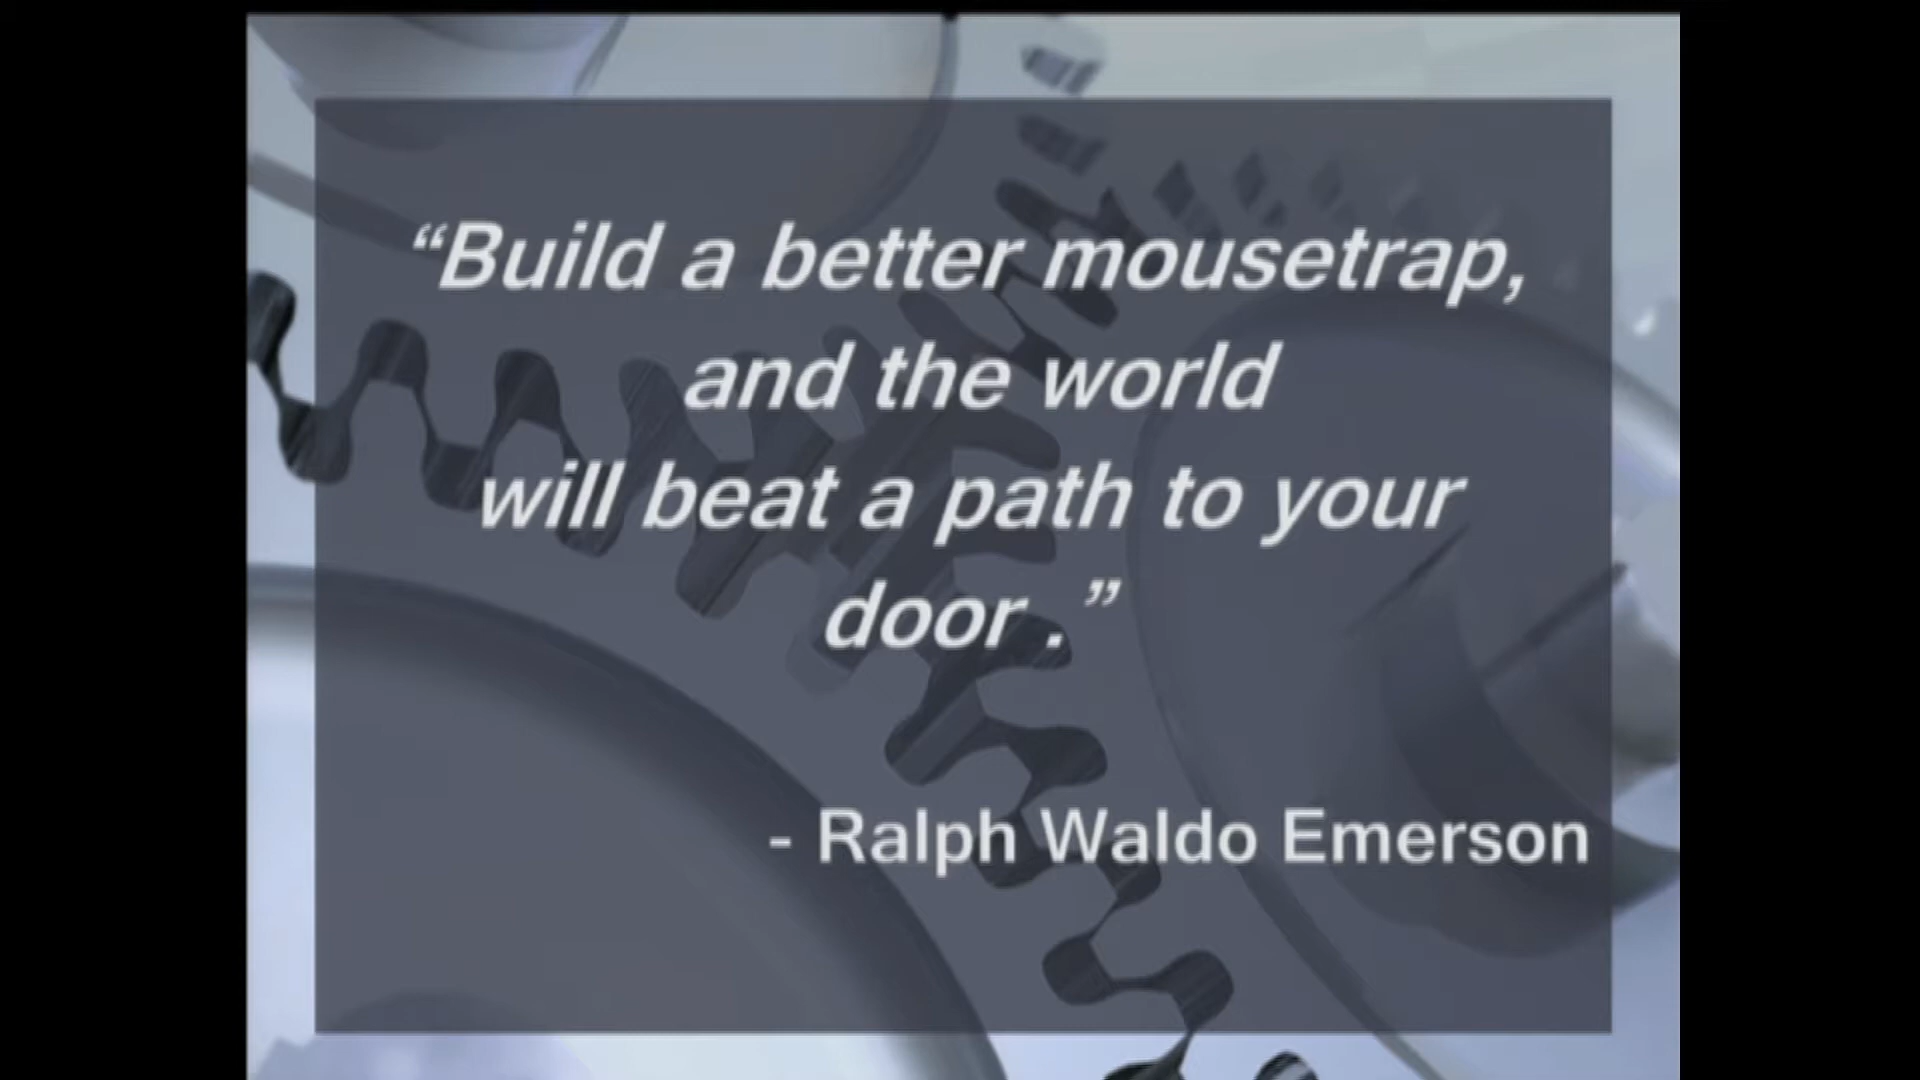 “Build a better mousetrap,
and the world
will beat a path to your
door .”
- Ralph Waldo Emerson